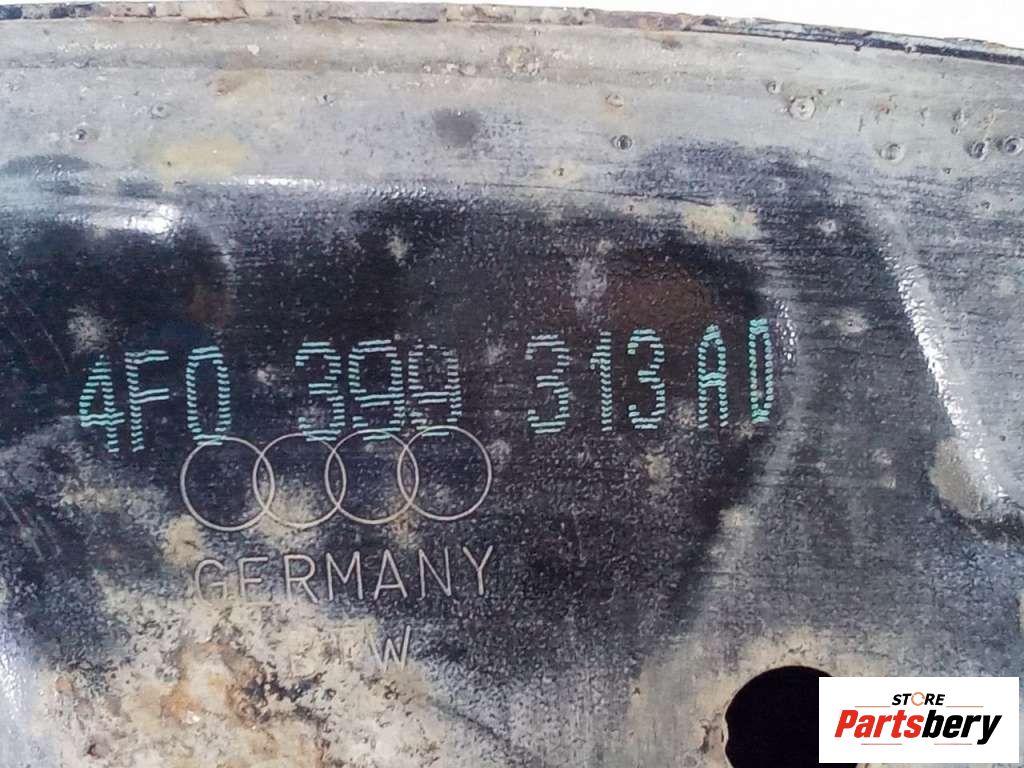 4F0 399 313 AD
GERMANY
W
STORE
Partsbery